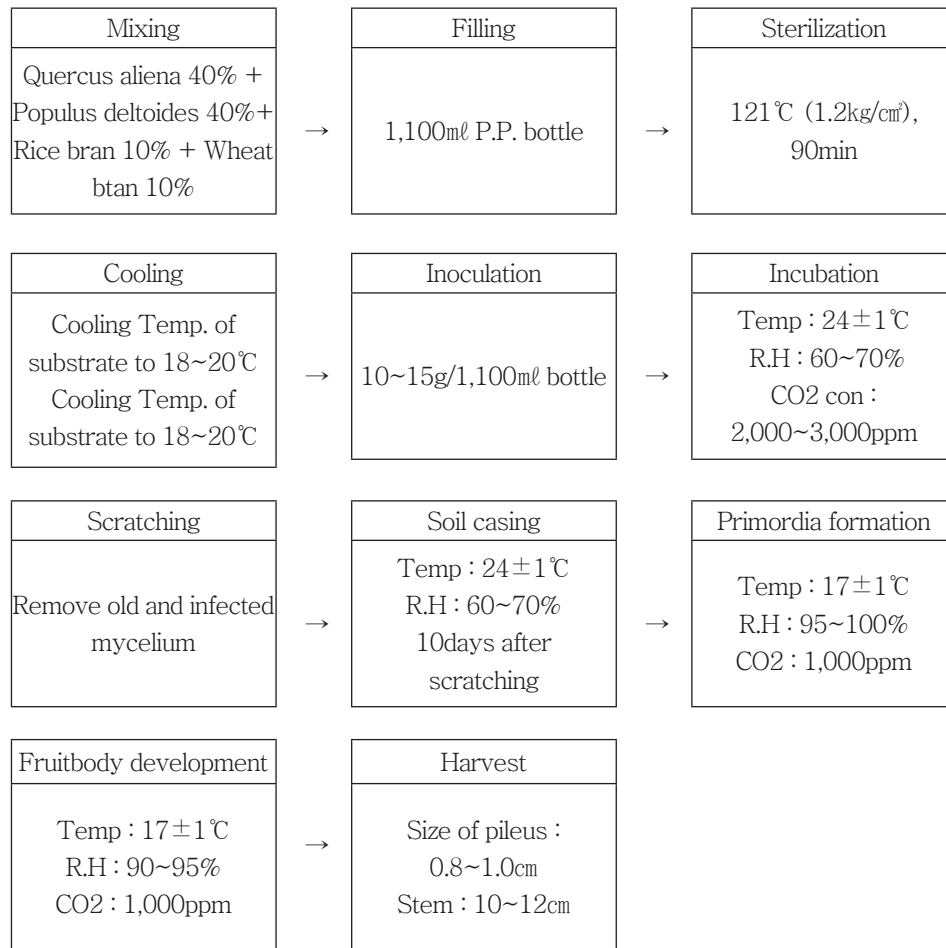 Mixing
Quercus aliena 40% +
Populus deltoides 40%+
Rice bran 10% + Wheat
btan 10%
→
Filling
1,100㎖ P.P. bottle
→
Sterilization
121℃ (1.2kg/㎠),
90min
Cooling
Cooling Temp. of
substrate to 18~20℃
Cooling Temp. of
substrate to 18~20℃
→
Inoculation
10~15g/1,100㎖ bottle
→
Incubation
Temp : 24±1℃
R.H : 60~70%
CO2 con :
2,000~3,000ppm
Scratching
Remove old and infected
mycelium
→
Soil casing
Temp : 24±1℃
R.H : 60~70%
10days after
scratching
→
Primordia formation
Temp : 17±1℃
R.H : 95~100%
CO2 : 1,000ppm
Fruitbody development
Temp : 17±1℃
R.H : 90~95%
CO2 : 1,000ppm
→
Harvest
Size of pileus :
0.8~1.0㎝
Stem : 10~12㎝